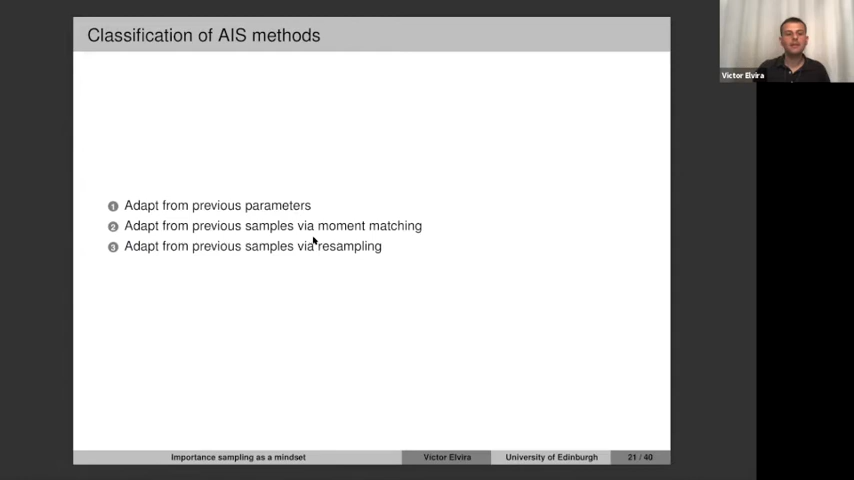 Classification of AIS methods
Victor Elvira
1 Adapt from previous parameters
2 Adapt from previous samples via moment matching
3 Adapt from previous samples via resampling
Importance sampling as a mindset Víctor Elvira University of Edinburgh 21 / 40